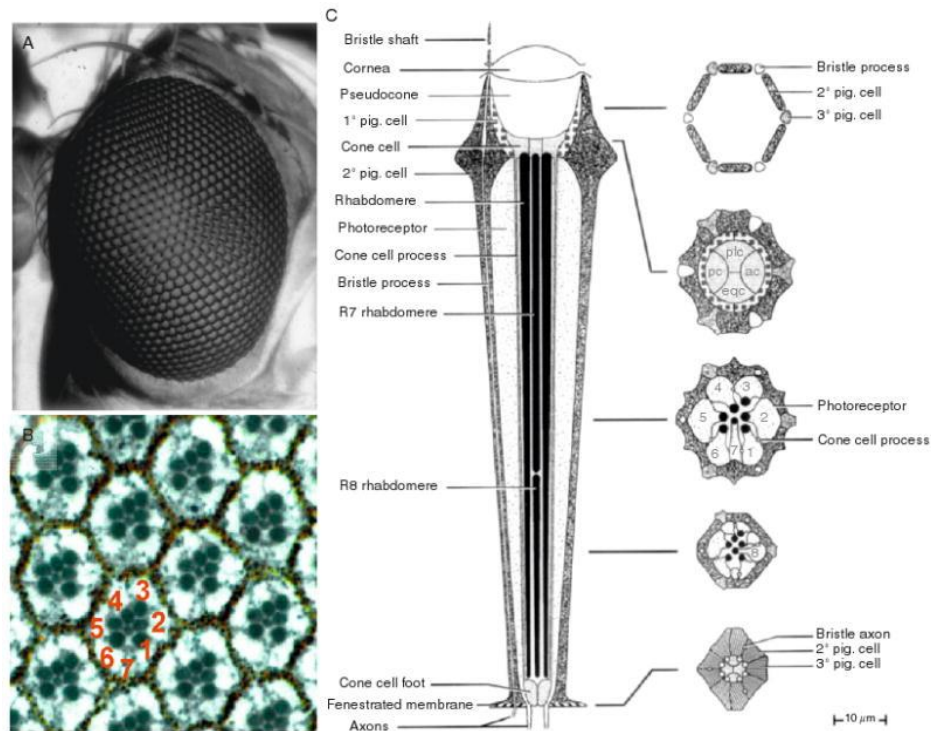 A
C
Bristle shaft
Cornea
Pseudocone
1° pig. cell
Cone cell
2° pig. cell
Rhabdomere
Photoreceptor
Cone cell process
Bristle process
R7 rhabdomere
R8 rhabdomere
Cone cell foot
Fenestrated membrane
Axons
Bristle process
2° pig. cell
3° pig. cell
plc
pc ac
eqc
4 3
5 2
6 7 1
Photoreceptor
Cone cell process
8
Bristle axon
2° pig. cell
3° pig. cell
10 µm
B
3
4
2
5
1
6
7